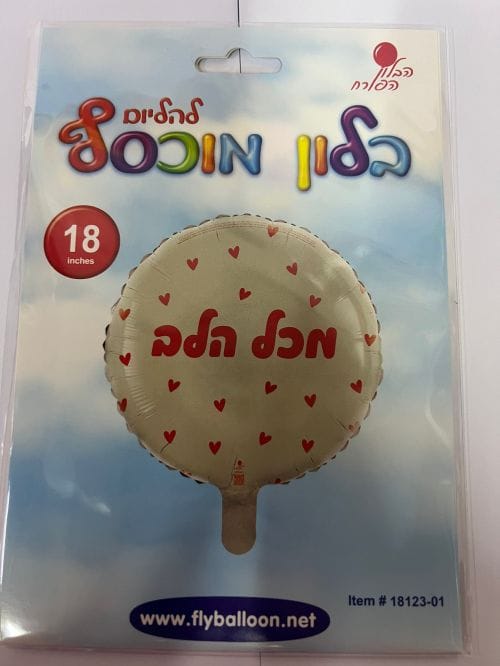 הבלון
הפורח
להליום
בלון מוכסף
18
inches
מכל הלב
Item # 18123-01
www.flyballoon.net